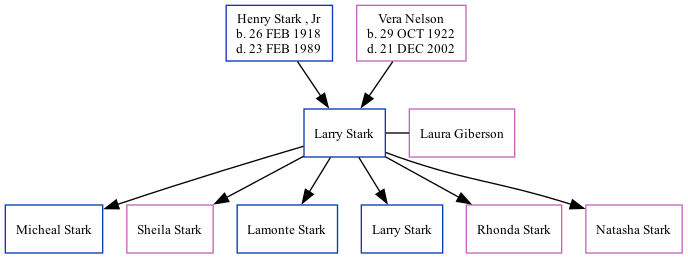 Henry Stark , Jr
b. 26 FEB 1918
d. 23 FEB 1989
Vera Nelson
b. 29 OCT 1922
d. 21 DEC 2002
Larry Stark
Laura Giberson
Micheal Stark
Sheila Stark
Lamonte Stark
Larry Stark
Rhonda Stark
Natasha Stark